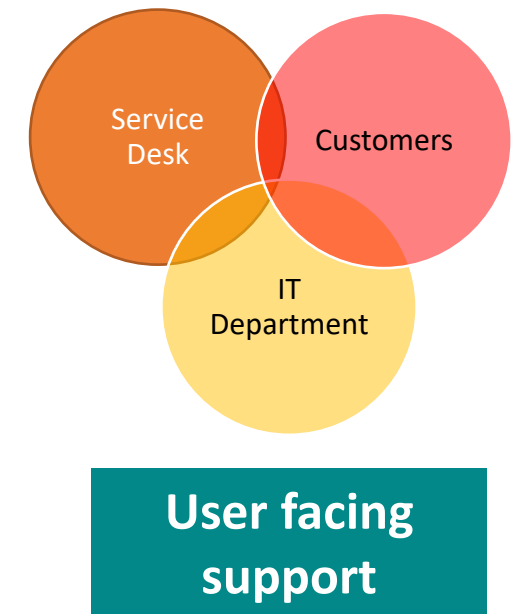 Service
Desk
Customers
IT
Department
User facing
support